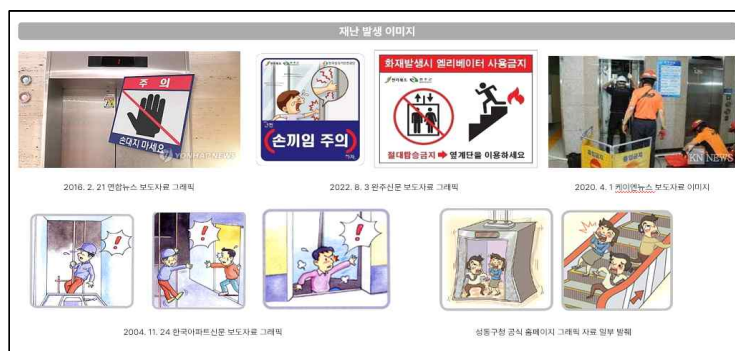 재난 발생 이미지
주 의
손대지 마세요
YONHAP NEWS
손끼임 주의
화재발생시 엘리베이터 사용금지
절대탑승금지 ➡ 옆계단을 이용하세요
KN NEWS
2016. 2. 21 연합뉴스 보도자료 그래픽
2022. 8. 3 완주신문 보도자료 그래픽
2020. 4. 1 케이엔뉴스 보도자료 이미지
!
!
!
2004. 11. 24 한국아파트신문 보도자료 그래픽
성동구청 공식 홈페이지 그래픽 자료 일부 발췌